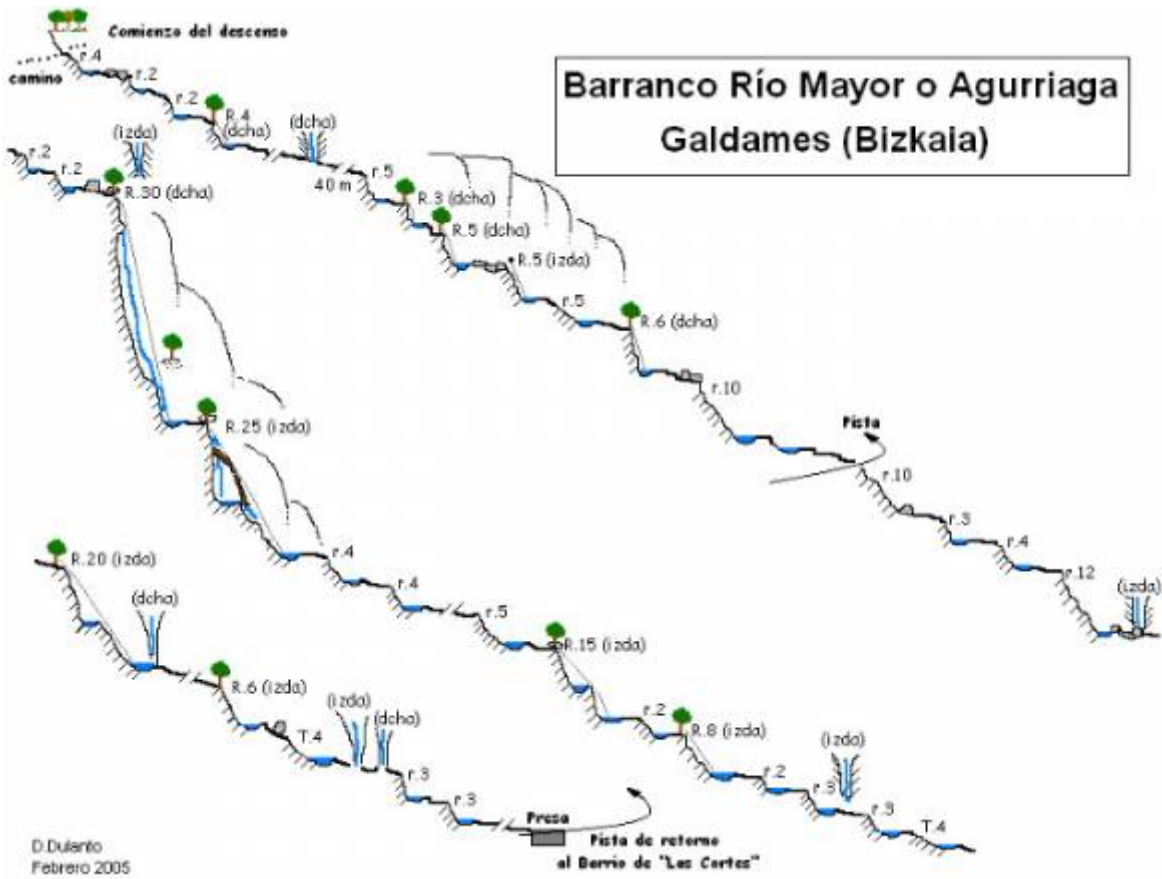 Comienzo del descenso
camino
r.4
r.2
r.2
R.4
(dcha)
(dcha)
40 m
r.5
R.3 (dcha)
R.5 (dcha)
R.5 (izda)
r.5
R.6 (dcha)
r.10
Pista
r.10
r.3
r.4
r.12
(izda)
Barranco Río Mayor o Agurriaga
Galdames (Bizkaia)
r.2
r.2
(izda)
R.30 (dcha)
R.25 (izda)
r.4
r.4
r.5
R.15 (izda)
r.2
R.8 (izda)
r.2
r.3
(izda)
r.3
T.4
R.20 (izda)
(dcha)
R.6 (izda)
T.4
(izda)
(dcha)
r.3
r.3
Presa
Pista de retorno
al Barrio de "Las Cortes"
D.Dulanto
Febrero 2005